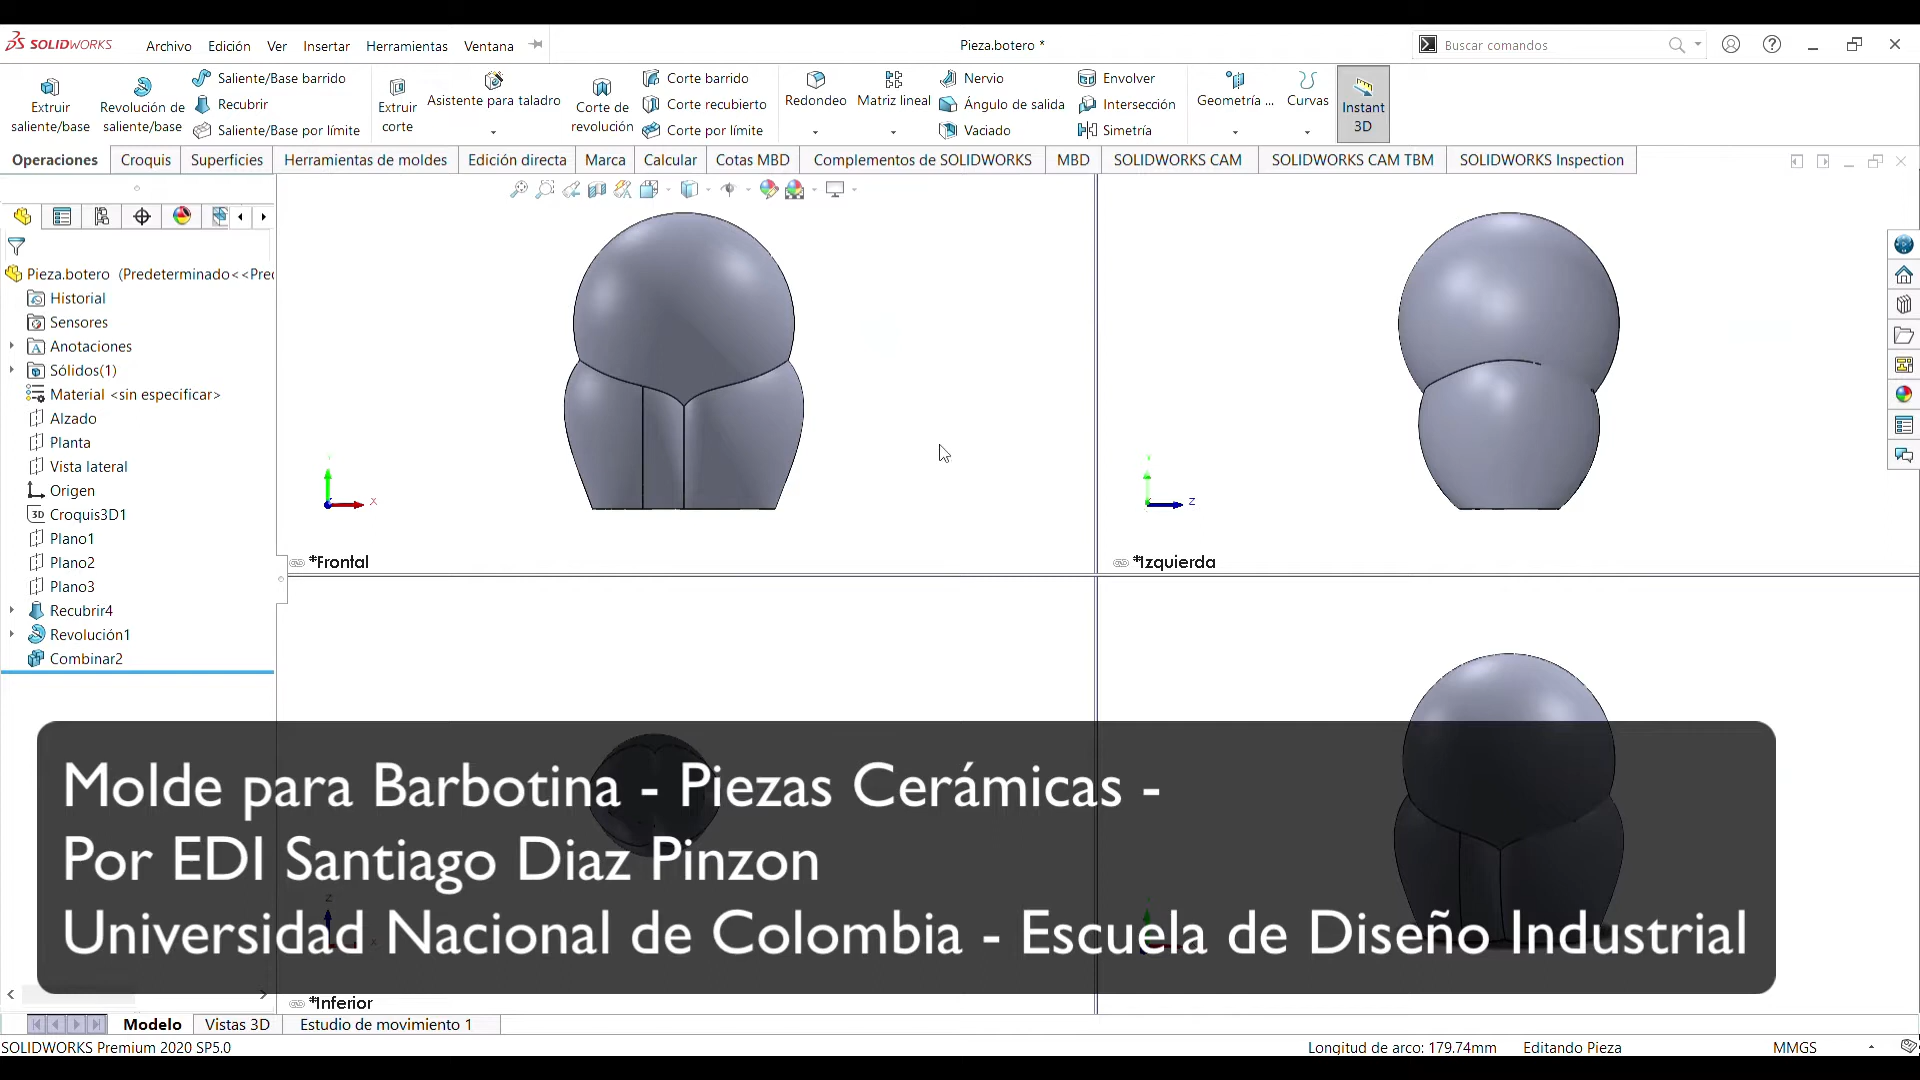 SOLIDWORKS
Archivo Edición Ver Insertar Herramientas Ventana
Pieza.botero *
Buscar comandos
Extruir saliente/base
Revolución de saliente/base
Saliente/Base barrido
Recubrir
Saliente/Base por límite
Extruir corte
Asistente para taladro
Corte de revolución
Corte barrido
Corte recubierto
Corte por límite
Redondeo
Matriz lineal
Nervio
Ángulo de salida
Vaciado
Envolver
Intersección
Simetría
Geometría ...
Curvas
Instant 3D
Operaciones Croquis Superficies Herramientas de moldes Edición directa Marca Calcular Cotas MBD Complementos de SOLIDWORKS MBD SOLIDWORKS CAM SOLIDWORKS CAM TBM SOLIDWORKS Inspection
Pieza.botero (Predeterminado<<Pred
Historial
Sensores
Anotaciones
Sólidos(1)
Material <sin especificar>
Alzado
Planta
Vista lateral
Origen
3D Croquis3D1
Plano1
Plano2
Plano3
Recubrir4
Revolución1
Combinar2
X
Z
*Frontal
*Izquierda
Molde para Barbotina - Piezas Cerámicas -
Por EDI Santiago Diaz Pinzon
Universidad Nacional de Colombia - Escuela de Diseño Industrial
*Inferior
Modelo Vistas 3D Estudio de movimiento 1
SOLIDWORKS Premium 2020 SP5.0
Longitud de arco: 179.74mm Editando Pieza MMGS